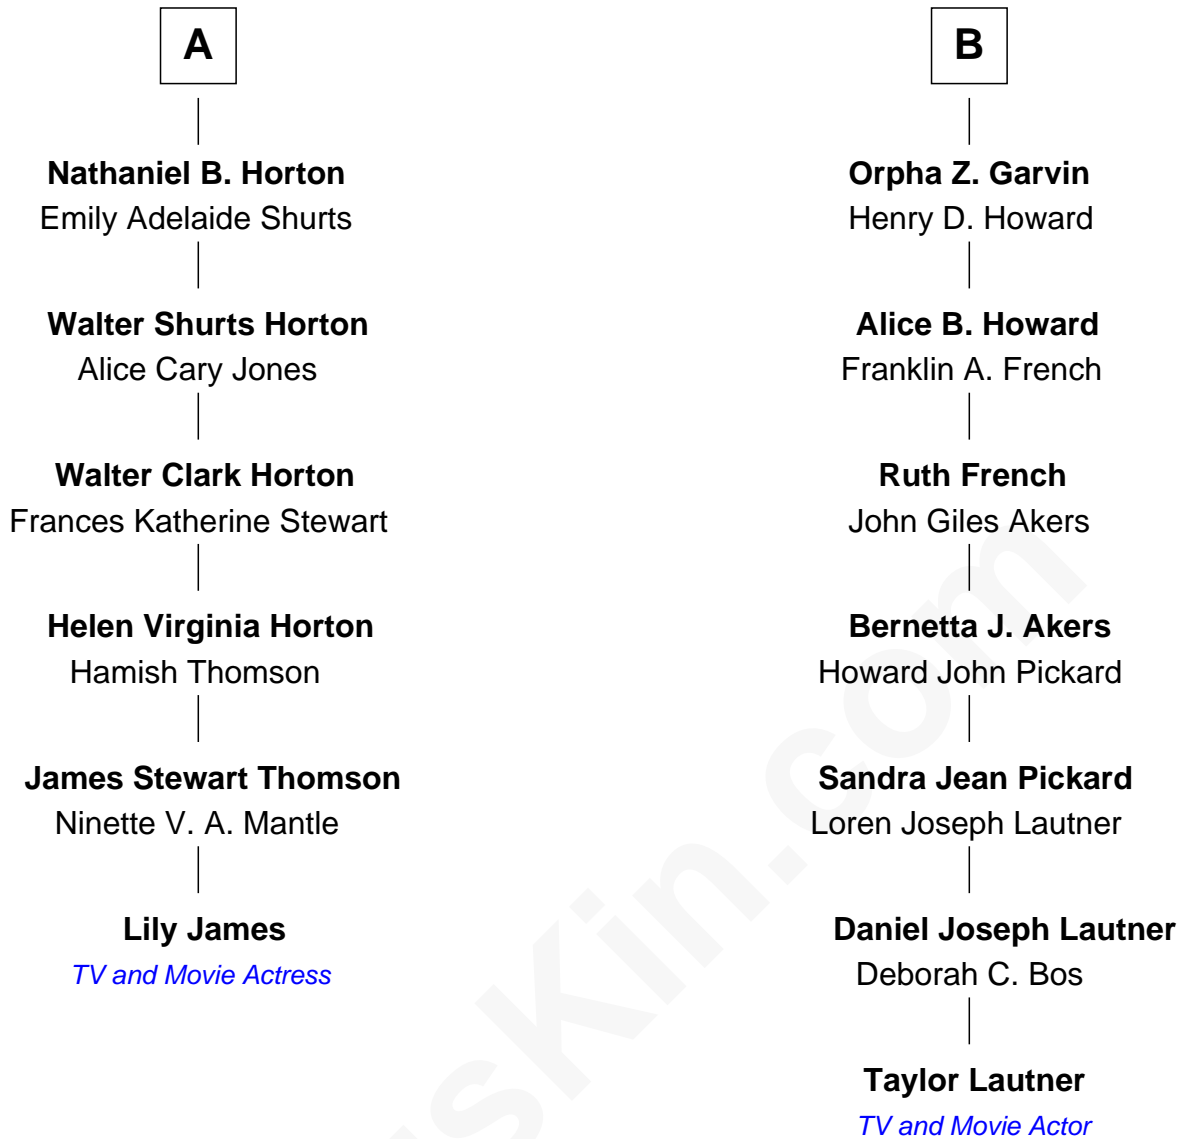 A
Nathaniel B. Horton
Emily Adelaide Shurts
Walter Shurts Horton
Alice Cary Jones
Walter Clark Horton
Frances Katherine Stewart
Helen Virginia Horton
Hamish Thomson
James Stewart Thomson
Ninette V. A. Mantle
Lily James
TV and Movie Actress
B
Orpha Z. Garvin
Henry D. Howard
Alice B. Howard
Franklin A. French
Ruth French
John Giles Akers
Bernetta J. Akers
Howard John Pickard
Sandra Jean Pickard
Loren Joseph Lautner
Daniel Joseph Lautner
Deborah C. Bos
Taylor Lautner
TV and Movie Actor
sKin.com